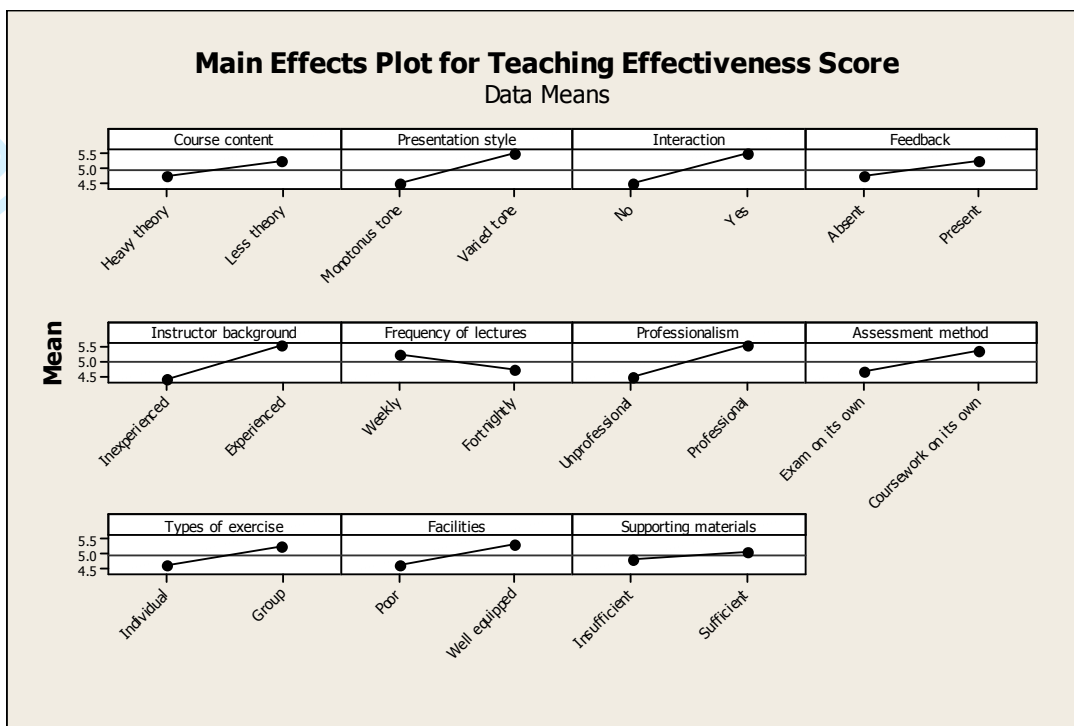 Main Effects Plot for Teaching Effectiveness Score
Data Means
Mean
Course content
Presentation style
Interaction
Feedback
5.5
5.0
4.5
Heavy theory
Less theory
Monotonus tone
Varied tone
No
Yes
Absent
Present
Instructor background
Frequency of lectures
Professionalism
Assessment method
5.5
5.0
4.5
Inexperienced
Experienced
Weekly
Fortnightly
Unprofessional
Professional
Exam on its own
Coursework on its own
Types of exercise
Facilities
Supporting materials
5.5
5.0
4.5
Individual
Group
Poor
Well equipped
Insufficient
Sufficient